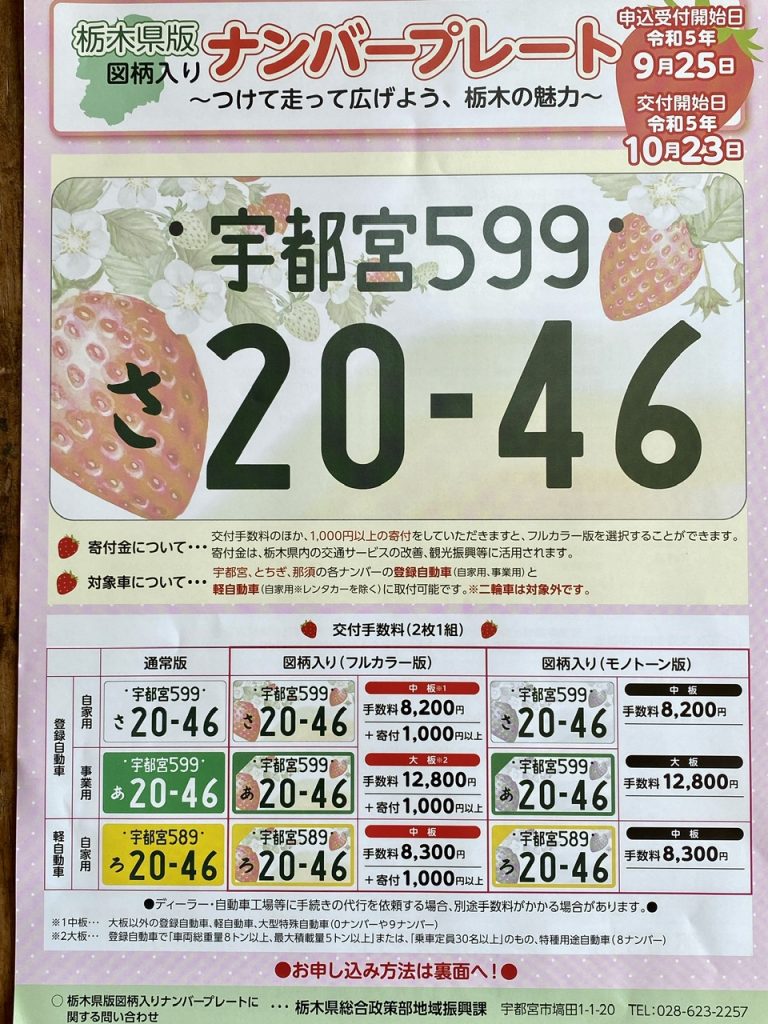 栃木県版
図柄入り
ナンバープレート
～つけて走って広げよう、栃木の魅力～
申込受付開始日
令和5年
9月25日
交付開始日
令和5年
10月23日
・宇都宮599・
さ 20-46
寄付金について・・・ 交付手数料のほか、1,000円以上の寄付をしていただきますと、フルカラー版を選択することができます。
寄付金は、栃木県内の交通サービスの改善、観光振興等に活用されます。
対象車について・・・ 宇都宮、とちぎ、那須の各ナンバーの登録自動車(自家用、事業用)と
軽自動車(自家用※レンタカーを除く)に取付可能です。※二輪車は対象外です。
交付手数料(2枚1組)
通常版 図柄入り(フルカラー版) 図柄入り(モノトーン版)
登録自動車
自家用
・宇都宮599・
さ 20-46
・宇都宮599・
さ 20-46
中 板※1
手数料8,200円
+寄付1,000円以上
・宇都宮599・
さ 20-46
中板
手数料8,200円
事業用
・宇都宮599・
あ 20-46
・宇都宮599・
あ 20-46
大 板※2
手数料12,800円
+寄付1,000円以上
・宇都宮599・
あ 20-46
大板
手数料12,800円
軽自動車
自家用
・宇都宮589・
ろ 20-46
・宇都宮589・
ろ 20-46
中板
手数料8,300円
+寄付1,000円以上
・宇都宮589・
ろ 20-46
中板
手数料8,300円
●ディーラー・自動車工場等に手続きの代行を依頼する場合、別途手数料がかかる場合があります。●
※1中板・・・ 大板以外の登録自動車、軽自動車、大型特殊自動車(0ナンバーや9ナンバー)
※2大板・・・ 登録自動車で「車両総重量8トン以上、最大積載量5トン以上」または、「乗車定員30名以上」のもの、特種用途自動車(8ナンバー)
●お申し込み方法は裏面へ!●
○ 栃木県版図柄入りナンバープレートに
関する問い合わせ
・・・ 栃木県総合政策部地域振興課 宇都宮市塙田1-1-20 TEL:028-623-2257